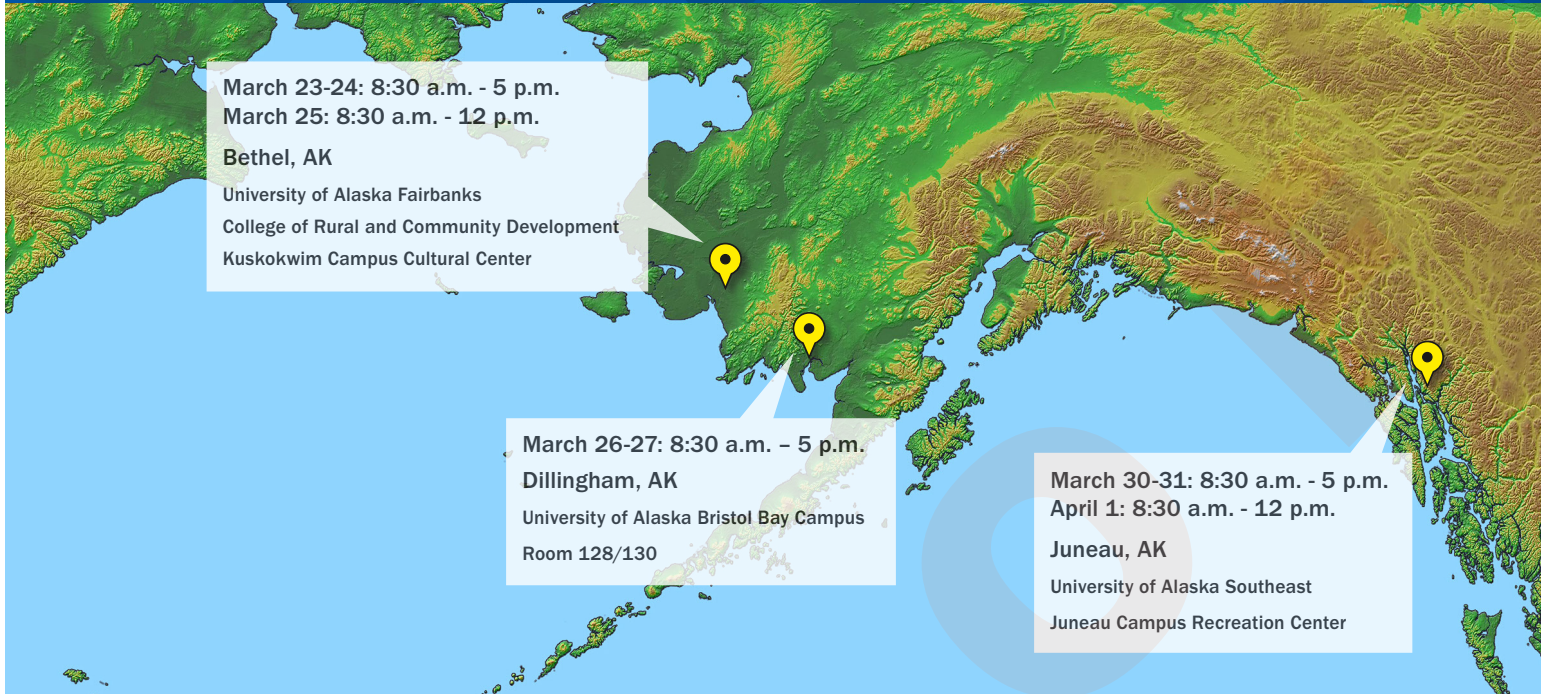 March 23-24: 8:30 a.m. - 5 p.m.
March 25: 8:30 a.m. - 12 p.m.
Bethel, AK
University of Alaska Fairbanks
College of Rural and Community Development
Kuskokwim Campus Cultural Center
March 26-27: 8:30 a.m. – 5 p.m.
Dillingham, AK
University of Alaska Bristol Bay Campus
Room 128/130
March 30-31: 8:30 a.m. - 5 p.m.
April 1: 8:30 a.m. - 12 p.m.
Juneau, AK
University of Alaska Southeast
Juneau Campus Recreation Center